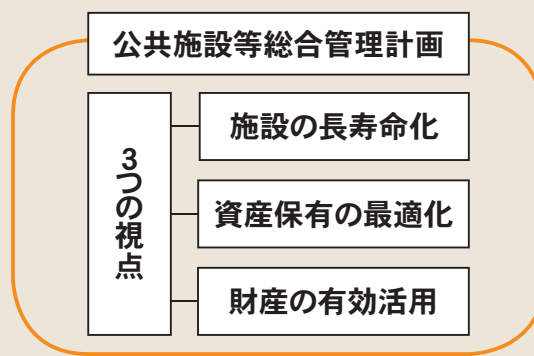 公共施設等総合管理計画
3つの視点
施設の長寿命化
資産保有の最適化
財産の有効活用